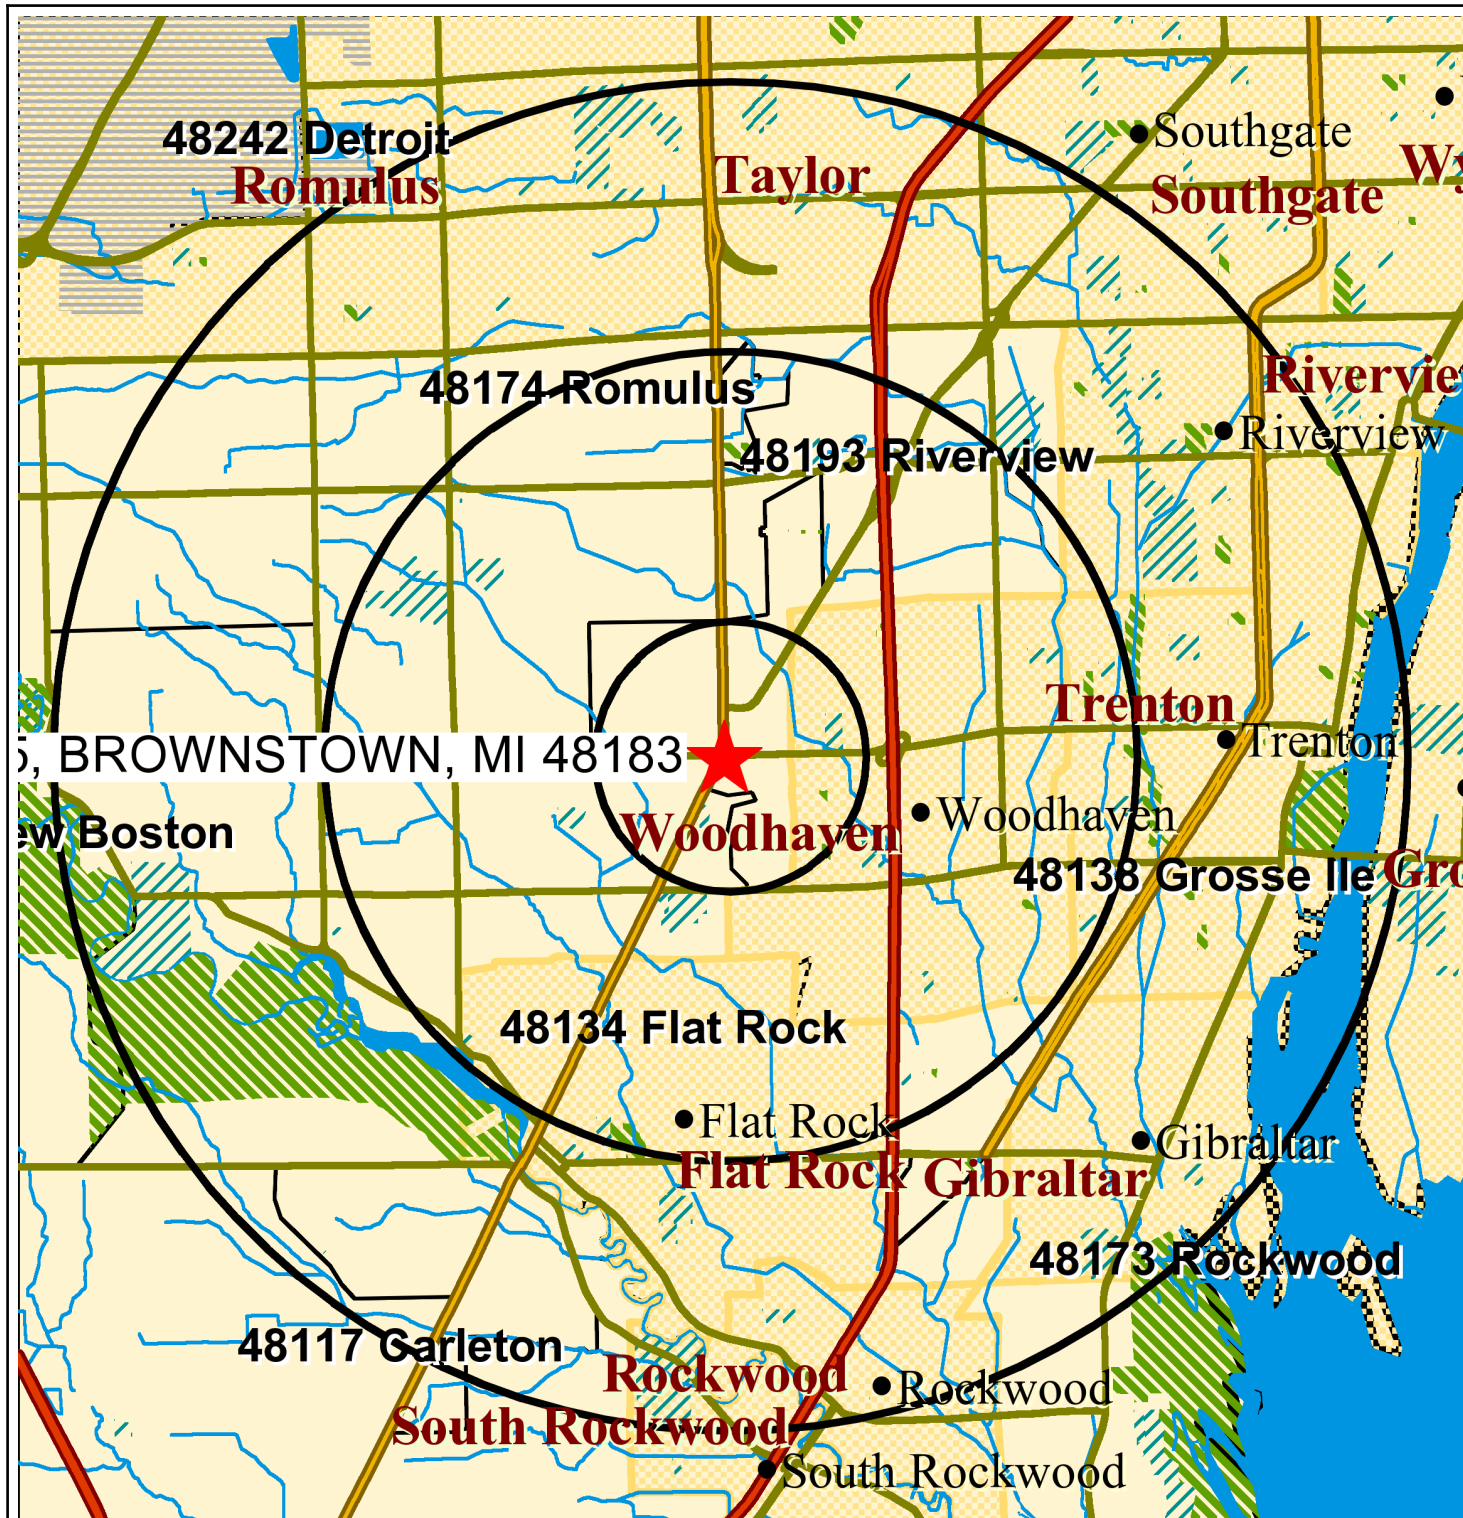 Southgate
48242 Detroit
Wy
Taylor
Romulus
Southgate
Rivervie
48174 Romulus
Riverview
48193 Riverview
Trenton
Trenton
5, BROWNSTOWN, MI 48183
Woodhaven
Woodhaven
ew Boston
48138 Grosse Ile
Gro
48134 Flat Rock
Flat Rock
Gibraltar
Flat Rock
Gibraltar
48173 Rockwood
48117 Carleton
Rockwood
Rockwood
South Rockwood
South Rockwood